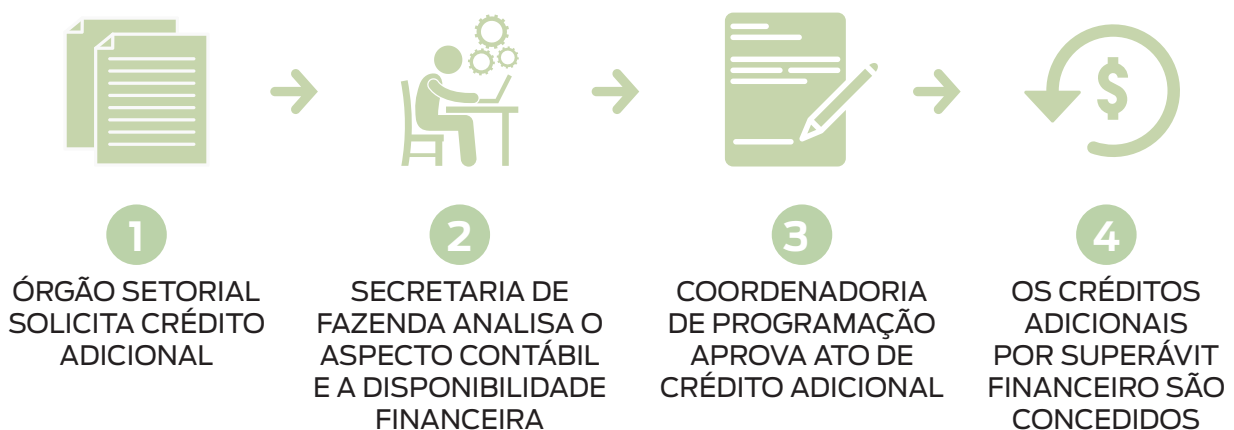 $
1
ÓRGÃO SETORIAL
SOLICITA CRÉDITO
ADICIONAL
2
SECRETARIA DE
FAZENDA ANALISA O
ASPECTO CONTÁBIL
E A DISPONIBILIDADE
FINANCEIRA
3
COORDENADORIA
DE PROGRAMAÇÃO
APROVA ATO DE
CRÉDITO ADICIONAL
4
OS CRÉDITOS
ADICIONAIS
POR SUPERÁVIT
FINANCEIRO SÃO
CONCEDIDOS